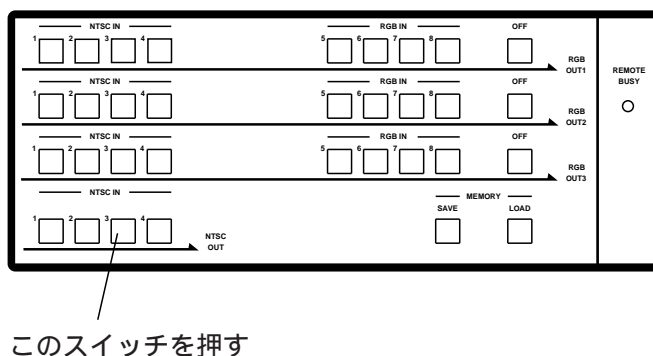 NTSC IN RGB IN OFF
1 2 3 4 5 6 7 8
RGB
OUT1
NTSC IN RGB IN OFF
1 2 3 4 5 6 7 8
RGB
OUT2
NTSC IN RGB IN OFF
1 2 3 4 5 6 7 8
RGB
OUT3
NTSC IN MEMORY
SAVE LOAD
1 2 3 4
NTSC
OUT
REMOTE
BUSY
このスイッチを押す